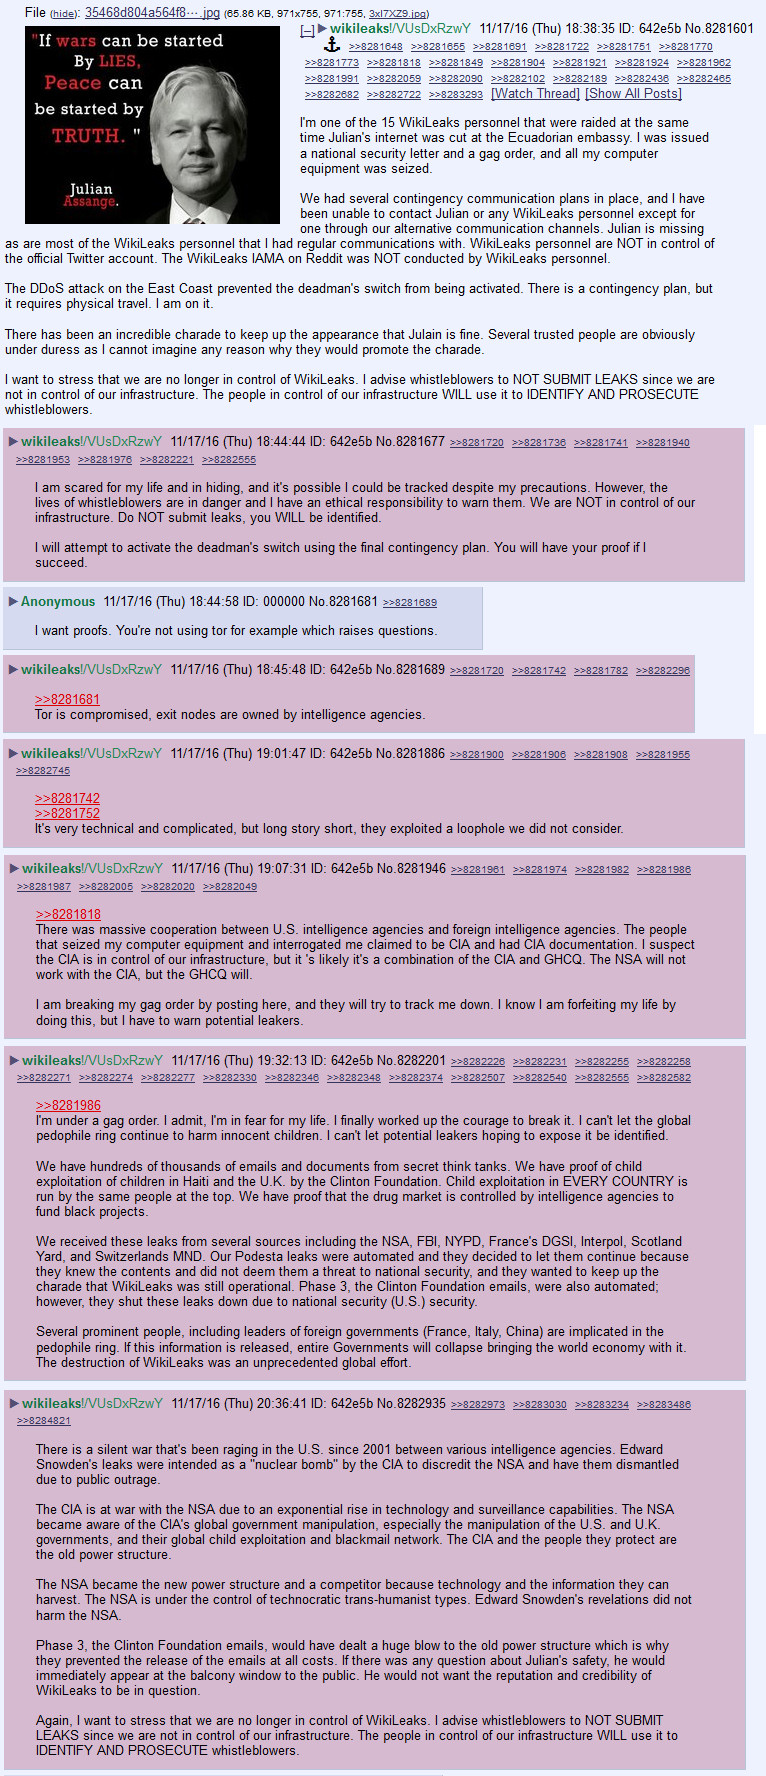 File (hide): 35468d804a564f8⋯.jpg (65.86 KB, 971x755, 971:755, 3xI7XZ9.jpg)
"If wars can be started
By LIES,
Peace can
be started by
TRUTH. "
Julian
Assange.
[–] ▶ wikileaks!/VUsDxRzwY 11/17/16 (Thu) 18:38:35 ID: 642e5b No.8281601
>>8281648 >>8281655 >>8281691 >>8281722 >>8281751 >>8281770
>>8281773 >>8281818 >>8281849 >>8281904 >>8281921 >>8281924 >>8281962
>>8281991 >>8282059 >>8282090 >>8282102 >>8282189 >>8282436 >>8282465
>>8282682 >>8282722 >>8283293 [Watch Thread] [Show All Posts]
I'm one of the 15 WikiLeaks personnel that were raided at the same
time Julian's internet was cut at the Ecuadorian embassy. I was issued
a national security letter and a gag order, and all my computer
equipment was seized.
We had several contingency communication plans in place, and I have
been unable to contact Julian or any WikiLeaks personnel except for
one through our alternative communication channels. Julian is missing
as are most of the WikiLeaks personnel that I had regular communications with. WikiLeaks personnel are NOT in control of
the official Twitter account. The WikiLeaks IAMA on Reddit was NOT conducted by WikiLeaks personnel.
The DDoS attack on the East Coast prevented the deadman's switch from being activated. There is a contingency plan, but
it requires physical travel. I am on it.
There has been an incredible charade to keep up the appearance that Julain is fine. Several trusted people are obviously
under duress as I cannot imagine any reason why they would promote the charade.
I want to stress that we are no longer in control of WikiLeaks. I advise whistleblowers to NOT SUBMIT LEAKS since we are
not in control of our infrastructure. The people in control of our infrastructure WILL use it to IDENTIFY AND PROSECUTE
whistleblowers.
▶ wikileaks!/VUsDxRzwY 11/17/16 (Thu) 18:44:44 ID: 642e5b No.8281677 >>8281720 >>8281736 >>8281741 >>8281940
>>8281953 >>8281976 >>8282221 >>8282555
I am scared for my life and in hiding, and it's possible I could be tracked despite my precautions. However, the
lives of whistleblowers are in danger and I have an ethical responsibility to warn them. We are NOT in control of our
infrastructure. Do NOT submit leaks, you WILL be identified.
I will attempt to activate the deadman's switch using the final contingency plan. You will have your proof if I
succeed.
▶ Anonymous 11/17/16 (Thu) 18:44:58 ID: 000000 No.8281681 >>8281689
I want proofs. You're not using tor for example which raises questions.
▶ wikileaks!/VUsDxRzwY 11/17/16 (Thu) 18:45:48 ID: 642e5b No.8281689 >>8281720 >>8281742 >>8281782 >>8282296
>>8281681
Tor is compromised, exit nodes are owned by intelligence agencies.
▶ wikileaks!/VUsDxRzwY 11/17/16 (Thu) 19:01:47 ID: 642e5b No.8281886 >>8281900 >>8281906 >>8281908 >>8281955
>>8282745
>>8281742
>>8281752
It's very technical and complicated, but long story short, they exploited a loophole we did not consider.
▶ wikileaks!/VUsDxRzwY 11/17/16 (Thu) 19:07:31 ID: 642e5b No.8281946 >>8281961 >>8281974 >>8281982 >>8281986
>>8281987 >>8282005 >>8282020 >>8282049
>>8281818
There was massive cooperation between U.S. intelligence agencies and foreign intelligence agencies. The people
that seized my computer equipment and interrogated me claimed to be CIA and had CIA documentation. I suspect
the CIA is in control of our infrastructure, but it 's likely it's a combination of the CIA and GHCQ. The NSA will not
work with the CIA, but the GHCQ will.
I am breaking my gag order by posting here, and they will try to track me down. I know I am forfeiting my life by
doing this, but I have to warn potential leakers.
▶ wikileaks!/VUsDxRzwY 11/17/16 (Thu) 19:32:13 ID: 642e5b No.8282201 >>8282226 >>8282231 >>8282255 >>8282258
>>8282271 >>8282274 >>8282277 >>8282330 >>8282346 >>8282348 >>8282374 >>8282507 >>8282540 >>8282555 >>8282582
>>8281986
I'm under a gag order. I admit, I'm in fear for my life. I finally worked up the courage to break it. I can't let the global
pedophile ring continue to harm innocent children. I can't let potential leakers hoping to expose it be identified.
We have hundreds of thousands of emails and documents from secret think tanks. We have proof of child
exploitation of children in Haiti and the U.K. by the Clinton Foundation. Child exploitation in EVERY COUNTRY is
run by the same people at the top. We have proof that the drug market is controlled by intelligence agencies to
fund black projects.
We received these leaks from several sources including the NSA, FBI, NYPD, France's DGSI, Interpol, Scotland
Yard, and Switzerlands MND. Our Podesta leaks were automated and they decided to let them continue because
they knew the contents and did not deem them a threat to national security, and they wanted to keep up the
charade that WikiLeaks was still operational. Phase 3, the Clinton Foundation emails, were also automated;
however, they shut these leaks down due to national security (U.S.) security.
Several prominent people, including leaders of foreign governments (France, Italy, China) are implicated in the
pedophile ring. If this information is released, entire Governments will collapse bringing the world economy with it.
The destruction of WikiLeaks was an unprecedented global effort.
▶ wikileaks!/VUsDxRzwY 11/17/16 (Thu) 20:36:41 ID: 642e5b No.8282935 >>8282973 >>8283030 >>8283234 >>8283486
>>8284821
There is a silent war that's been raging in the U.S. since 2001 between various intelligence agencies. Edward
Snowden's leaks were intended as a "nuclear bomb" by the CIA to discredit the NSA and have them dismantled
due to public outrage.
The CIA is at war with the NSA due to an exponential rise in technology and surveillance capabilities. The NSA
became aware of the CIA's global government manipulation, especially the manipulation of the U.S. and U.K.
governments, and their global child exploitation and blackmail network. The CIA and the people they protect are
the old power structure.
The NSA became the new power structure and a competitor because technology and the information they can
harvest. The NSA is under the control of technocratic trans-humanist types. Edward Snowden's revelations did not
harm the NSA.
Phase 3, the Clinton Foundation emails, would have dealt a huge blow to the old power structure which is why
they prevented the release of the emails at all costs. If there was any question about Julian's safety, he would
immediately appear at the balcony window to the public. He would not want the reputation and credibility of
WikiLeaks to be in question.
Again, I want to stress that we are no longer in control of WikiLeaks. I advise whistleblowers to NOT SUBMIT
LEAKS since we are not in control of our infrastructure. The people in control of our infrastructure WILL use it to
IDENTIFY AND PROSECUTE whistleblowers.